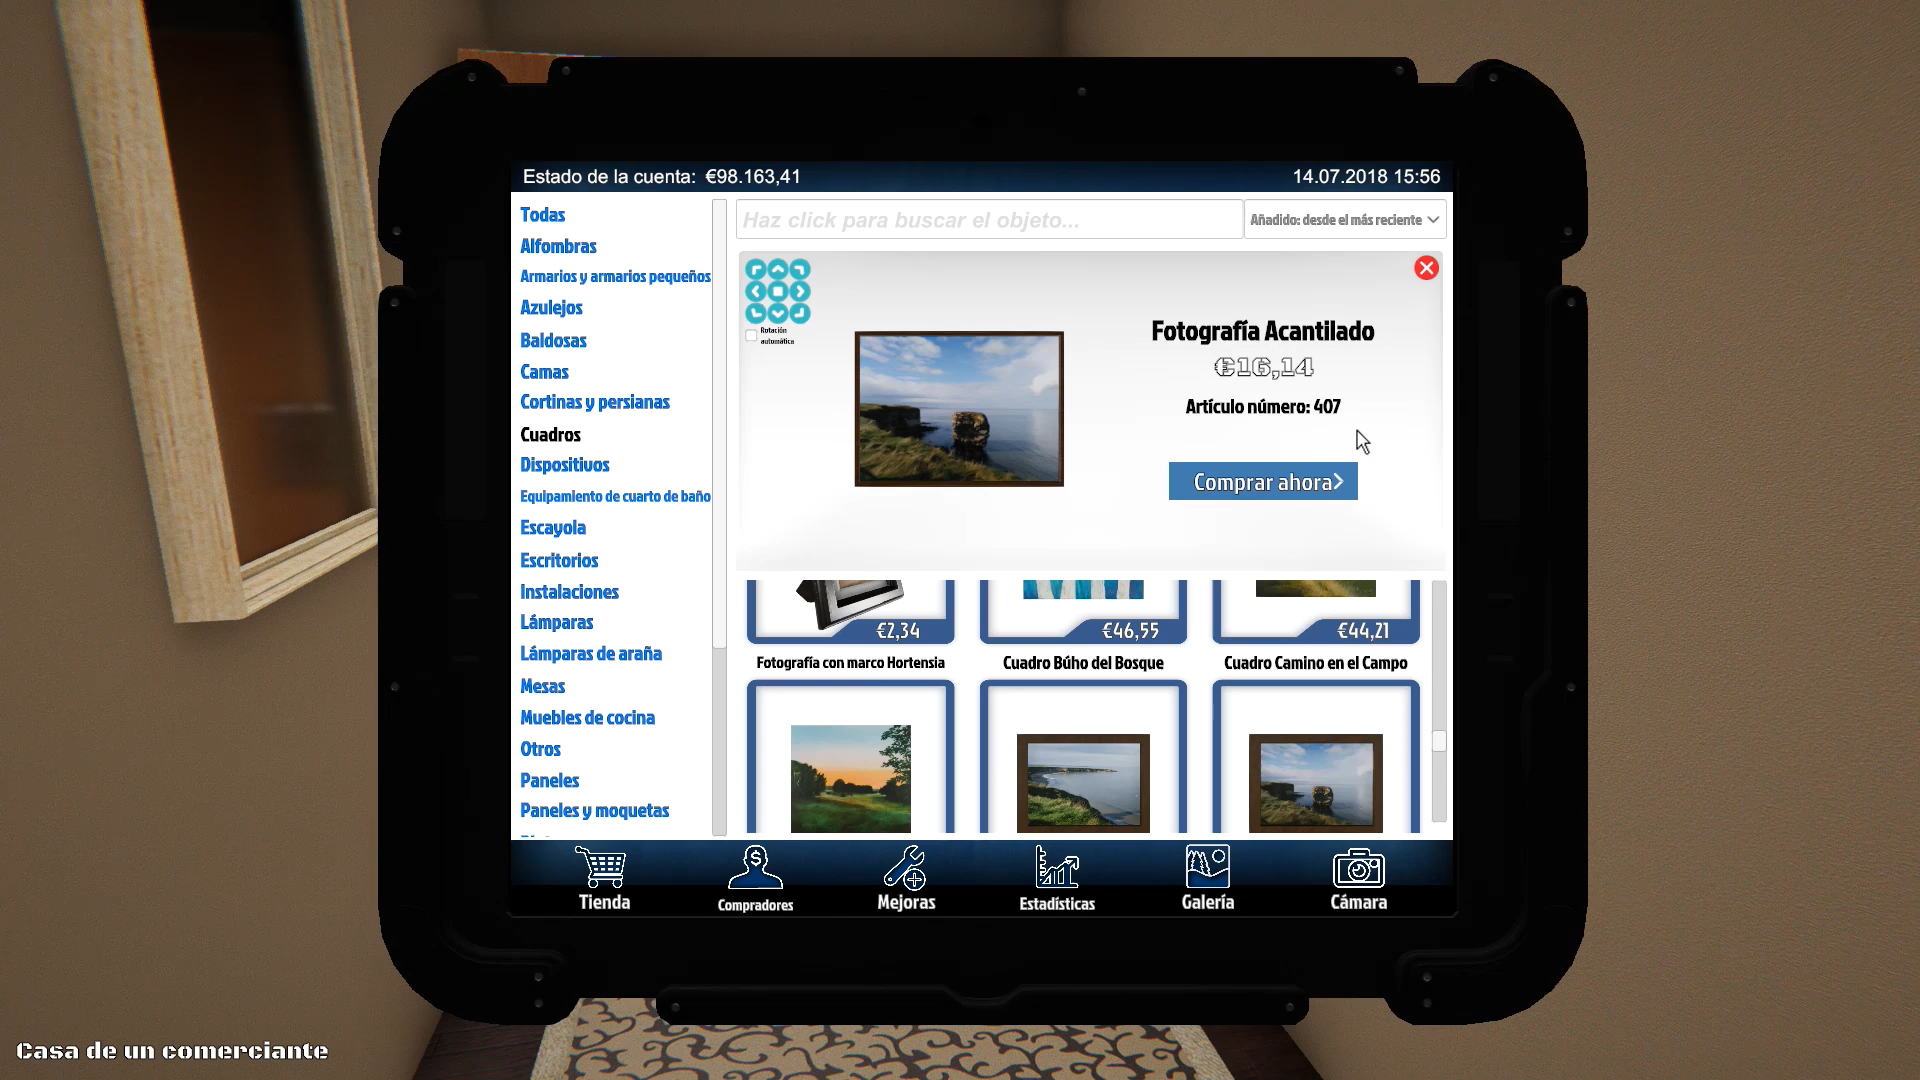 Estado de la cuenta: €98.163,41
14.07.2018 15:56
Todas
Alfombras
Armarios y armarios pequeños
Azulejos
Baldosas
Camas
Cortinas y persianas
Cuadros
Dispositivos
Equipamiento de cuarto de baño
Escayola
Escritorios
Instalaciones
Lámparas
Lámparas de araña
Mesas
Muebles de cocina
Otros
Paneles
Paneles y moquetas
Haz click para buscar el objeto...
Añadido: desde el más reciente
Rotación
automática
Fotografía Acantilado
€16,14
Artículo número: 407
Comprar ahora
€2,34
€46,55
€44,21
Fotografía con marco Hortensia
Cuadro Búho del Bosque
Cuadro Camino en el Campo
Tienda
Compradores
Mejoras
Estadísticas
Galería
Cámara
Casa de un comerciante